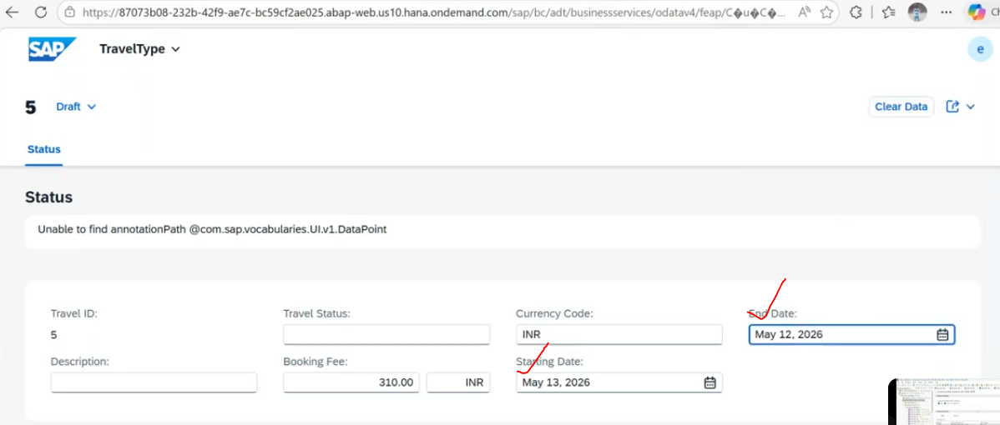 https://87073b08-232b-42f9-ae7c-bc59cf2ae025.abap-web.us10.hana.ondemand.com/sap/bc/adt/businessservices/odatav4/feap/C�u�C�...
SAP TravelType e
5 Draft Clear Data
Status
Status
Unable to find annotationPath @com.sap.vocabularies.UI.v1.DataPoint
Travel ID: Travel Status: Currency Code: End Date:
5 INR May 12, 2026
Description: Booking Fee: Starting Date:
310.00 INR May 13, 2026